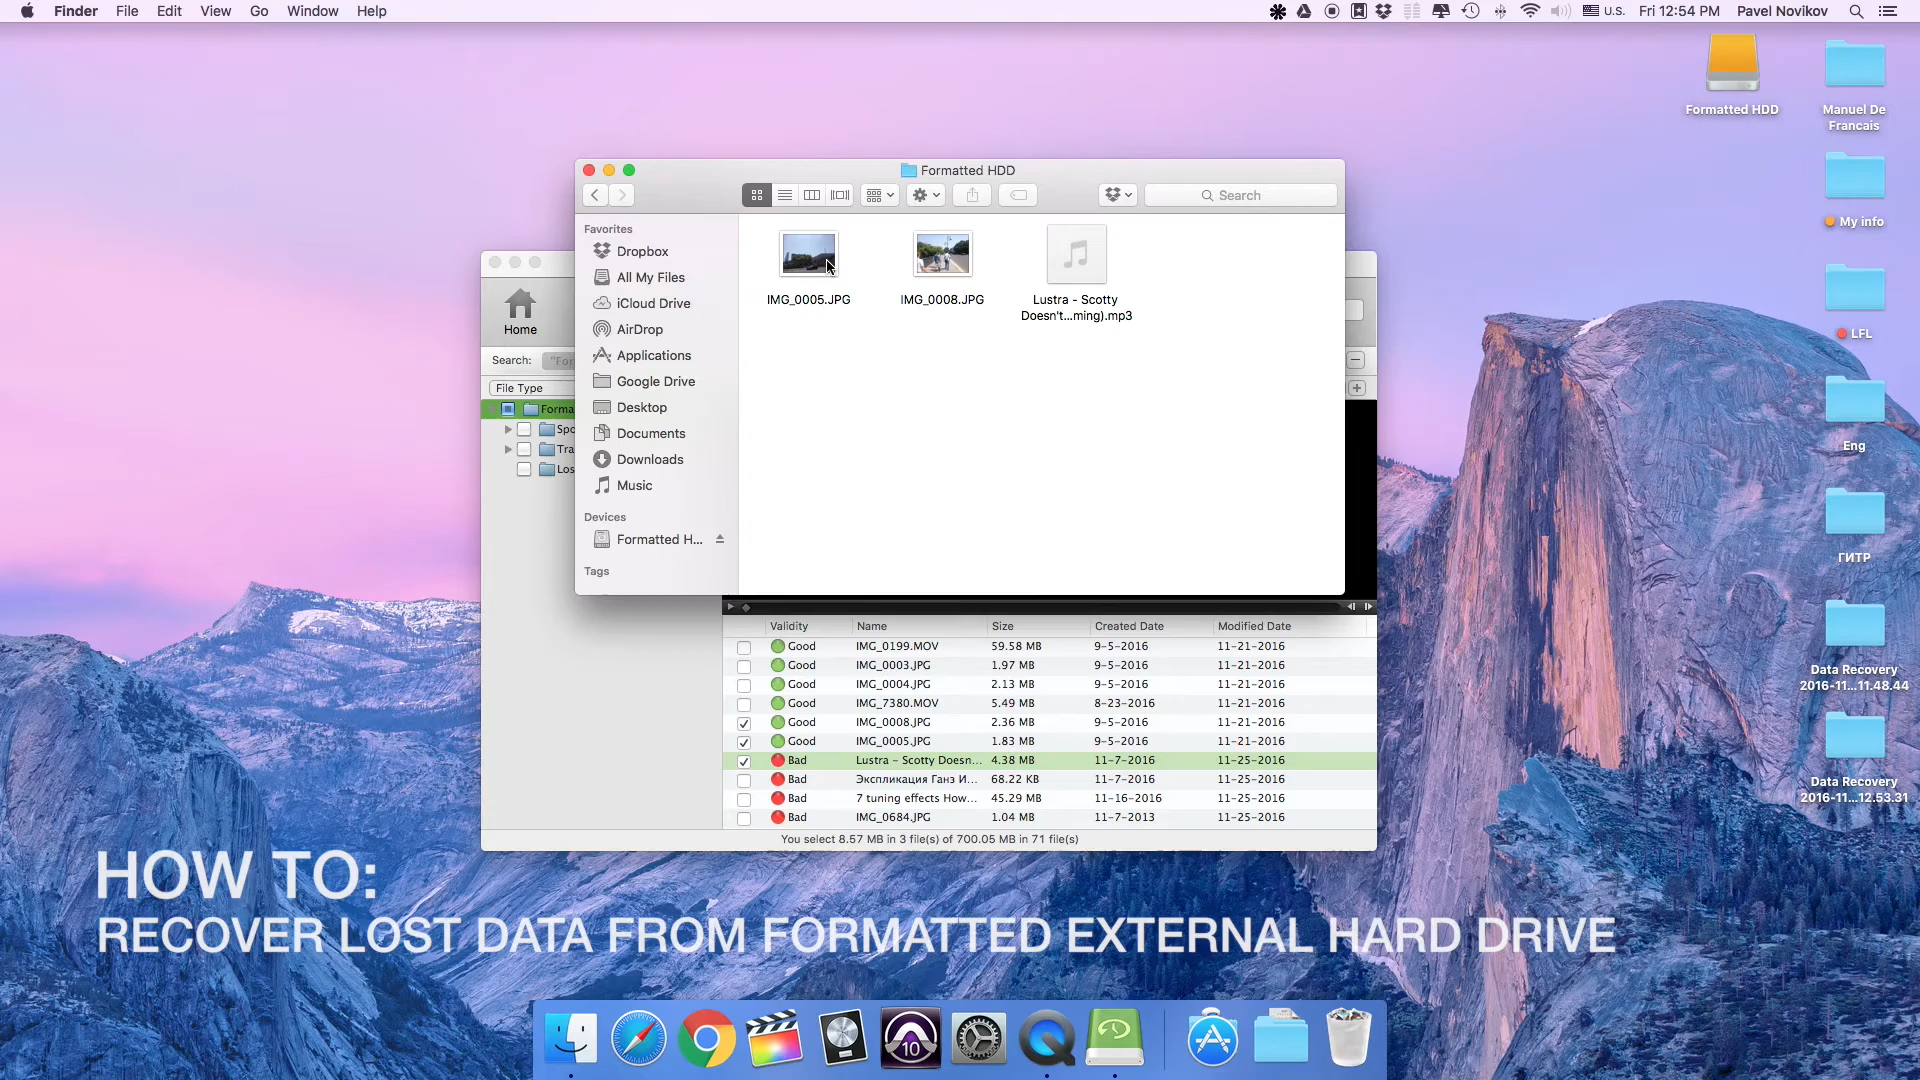 Finder File Edit View Go Window Help
U.S. Fri 12:54 PM Pavel Novikov
Formatted HDD
Manuel De
Francais
My info
LFL
Eng
ГИТР
Data Recovery
2016-11...11.48.44
Data Recovery
2016-11...12.53.31
Formatted HDD
Search
Favorites
Dropbox
All My Files
iCloud Drive
AirDrop
Applications
Google Drive
Desktop
Documents
Downloads
Music
Devices
Formatted H...
Tags
IMG_0005.JPG
IMG_0008.JPG
Lustra - Scotty
Doesn't...ming).mp3
Home
Search: "For
File Type
Forma
Spo
Tra
Los
Validity Name Size Created Date Modified Date
Good IMG_0199.MOV 59.58 MB 9-5-2016 11-21-2016
Good IMG_0003.JPG 1.97 MB 9-5-2016 11-21-2016
Good IMG_0004.JPG 2.13 MB 9-5-2016 11-21-2016
Good IMG_7380.MOV 5.49 MB 8-23-2016 11-21-2016
Good IMG_0008.JPG 2.36 MB 9-5-2016 11-21-2016
Good IMG_0005.JPG 1.83 MB 9-5-2016 11-21-2016
Bad Lustra - Scotty Doesn... 4.38 MB 11-7-2016 11-25-2016
Bad Экспликация Ганз И... 68.22 KB 11-7-2016 11-25-2016
Bad 7 tuning effects How... 45.29 MB 11-16-2016 11-25-2016
Bad IMG_0684.JPG 1.04 MB 11-7-2013 11-25-2016
You select 8.57 MB in 3 file(s) of 700.05 MB in 71 file(s)
HOW TO:
RECOVER LOST DATA FROM FORMATTED EXTERNAL HARD DRIVE
10